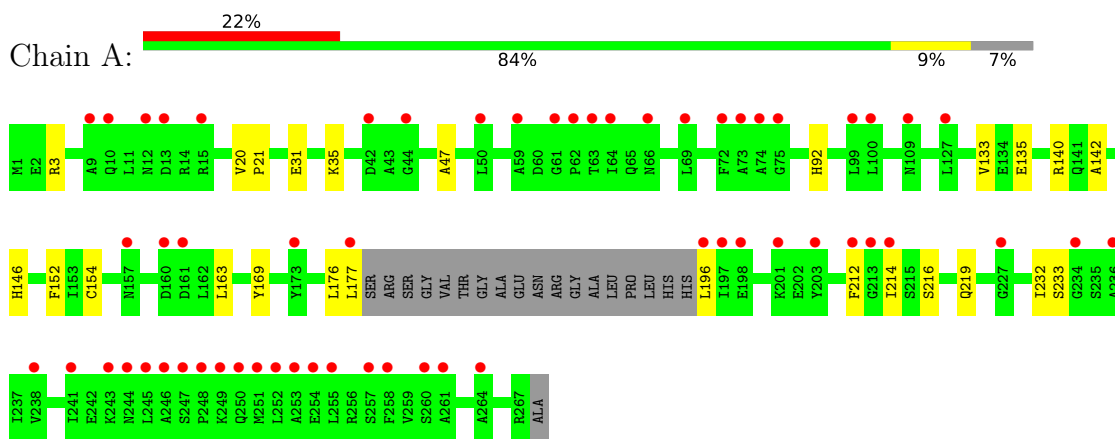 22%
Chain A:
84% 9% 7%
M1 E2 R3 A9 Q10 L11 N12 D13 R14 R15 V20 P21 E31 K35 D42 A43 G44 A47 L50 A59 D60 G61 P62 T63 I64 Q65 N66 L69 F72 A73 A74 G75 H92 L99 L100 N109 L127 V133 E134 E135 R140 Q141 A142
H146 F152 I153 C154 N157 D160 D161 L162 L163 Y169 Y173 L176 L177 SER ARG SER GLY VAL THR GLY ALA GLU ASN ARG GLY ALA LEU PRO LEU HIS HIS L196 I197 E198 K201 E202 Y203 F212 G213 I214 S215 S216 Q219 G227 I232 S233 G234 S235 A236
I237 V238 I241 E242 K243 N244 L245 A246 S247 P248 K249 Q250 M251 L252 A253 E254 L255 R256 S257 F258 V259 S260 A261 A264 R267 ALA